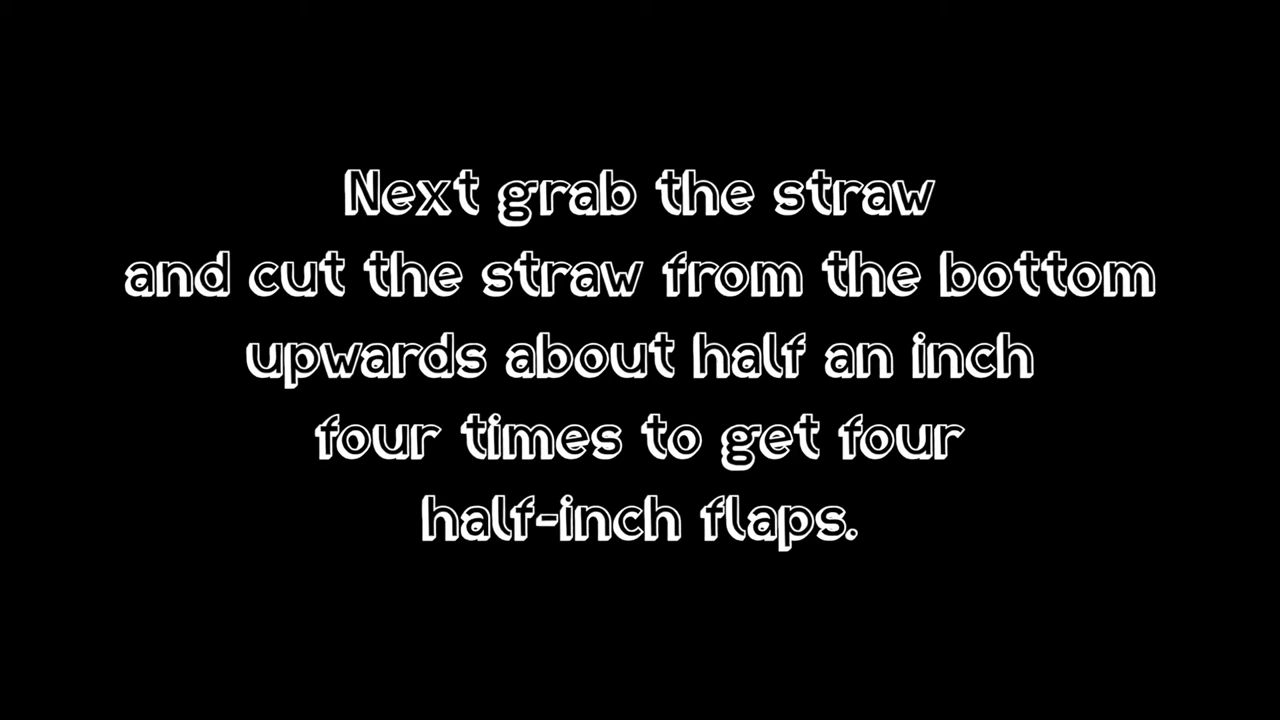 Next grab the straw
and cut the straw from the bottom
upwards about half an inch
four times to get four
half-inch flaps.